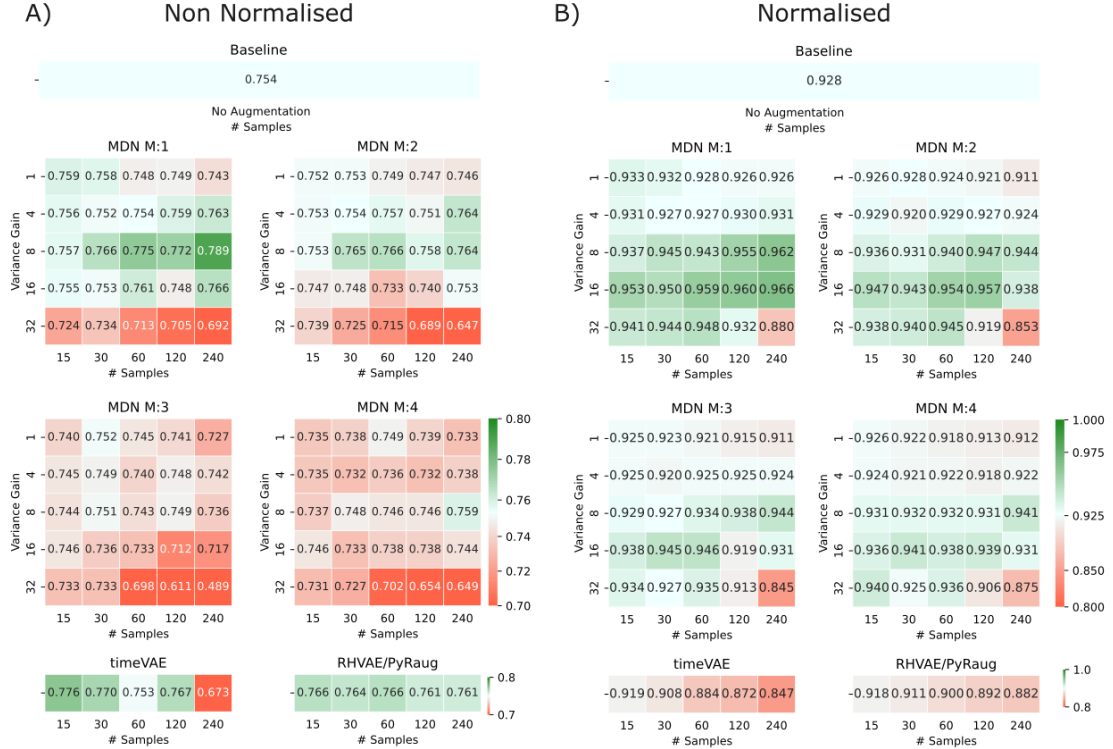 A) Non Normalised
Baseline
0.754
No Augmentation
# Samples
MDN M:1
Variance Gain
1 0.759 0.758 0.748 0.749 0.743
4 0.756 0.752 0.754 0.759 0.763
8 0.757 0.766 0.775 0.772 0.789
16 0.755 0.753 0.761 0.748 0.766
32 0.724 0.734 0.713 0.705 0.692
15 30 60 120 240
# Samples
MDN M:2
0.752 0.753 0.749 0.747 0.746
0.753 0.754 0.757 0.751 0.764
0.753 0.765 0.766 0.758 0.764
0.747 0.748 0.733 0.740 0.753
0.739 0.725 0.715 0.689 0.647
15 30 60 120 240
# Samples
MDN M:3
Variance Gain
1 0.740 0.752 0.745 0.741 0.727
4 0.745 0.749 0.740 0.748 0.742
8 0.744 0.751 0.743 0.749 0.736
16 0.746 0.736 0.733 0.712 0.717
32 0.733 0.733 0.698 0.611 0.489
15 30 60 120 240
# Samples
MDN M:4
0.735 0.738 0.749 0.739 0.733
0.735 0.732 0.736 0.732 0.738
0.737 0.748 0.746 0.746 0.759
0.746 0.733 0.738 0.738 0.744
0.731 0.727 0.702 0.654 0.649
15 30 60 120 240
# Samples
0.80
0.78
0.76
0.74
0.72
0.70
timeVAE
0.776 0.770 0.753 0.767 0.673
15 30 60 120 240
# Samples
RHVAE/PyRaug
0.766 0.764 0.766 0.761 0.761
15 30 60 120 240
# Samples
0.8
0.7
B) Normalised
Baseline
0.928
No Augmentation
# Samples
MDN M:1
Variance Gain
1 0.933 0.932 0.928 0.926 0.926
4 0.931 0.927 0.927 0.930 0.931
8 0.937 0.945 0.943 0.955 0.962
16 0.953 0.950 0.959 0.960 0.966
32 0.941 0.944 0.948 0.932 0.880
15 30 60 120 240
# Samples
MDN M:2
Variance Gain
1 0.926 0.928 0.924 0.921 0.911
4 0.929 0.920 0.929 0.927 0.924
8 0.936 0.931 0.940 0.947 0.944
16 0.947 0.943 0.954 0.957 0.938
32 0.938 0.940 0.945 0.919 0.853
15 30 60 120 240
# Samples
MDN M:3
Variance Gain
1 0.925 0.923 0.921 0.915 0.911
4 0.925 0.920 0.925 0.925 0.924
8 0.929 0.927 0.934 0.938 0.944
16 0.938 0.945 0.946 0.919 0.931
32 0.934 0.927 0.935 0.913 0.845
15 30 60 120 240
# Samples
MDN M:4
Variance Gain
1 0.926 0.922 0.918 0.913 0.912
4 0.924 0.921 0.922 0.918 0.922
8 0.931 0.932 0.932 0.931 0.941
16 0.936 0.941 0.938 0.939 0.931
32 0.940 0.925 0.936 0.906 0.875
15 30 60 120 240
# Samples
1.000
0.975
0.925
0.850
0.800
timeVAE
0.919 0.908 0.884 0.872 0.847
15 30 60 120 240
# Samples
RHVAE/PyRaug
0.918 0.911 0.900 0.892 0.882
15 30 60 120 240
# Samples
1.0
0.8